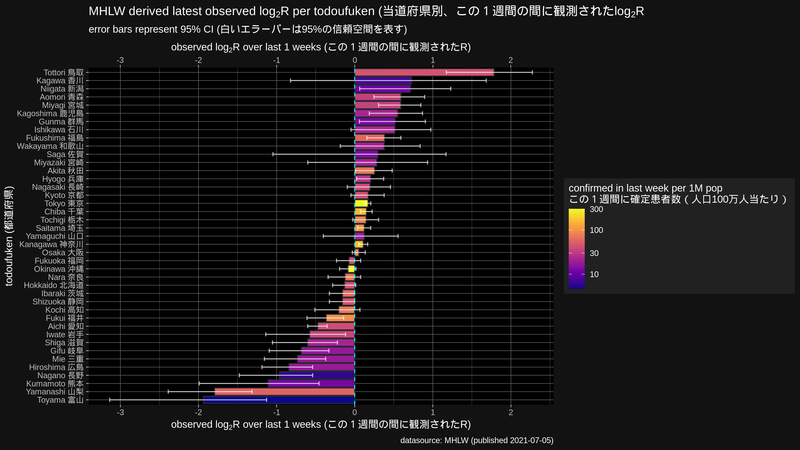 MHLW derived latest observed log₂R per todoufuken (当道府県別、この１週間の間に観測されたlog₂R
error bars represent 95% CI (白いエラーバーは95%の信頼空間を表す)
observed log₂R over last 1 weeks (この１週間の間に観測されたR)
-3 -2 -1 0 1 2
todoufuken (都道府県)
Tottori 鳥取
Kagawa 香川
Niigata 新潟
Aomori 青森
Miyagi 宮城
Kagoshima 鹿児島
Gunma 群馬
Ishikawa 石川
Fukushima 福島
Wakayama 和歌山
Saga 佐賀
Miyazaki 宮崎
Akita 秋田
Hyogo 兵庫
Nagasaki 長崎
Kyoto 京都
Tokyo 東京
Chiba 千葉
Tochigi 栃木
Saitama 埼玉
Yamaguchi 山口
Kanagawa 神奈川
Osaka 大阪
Fukuoka 福岡
Okinawa 沖縄
Nara 奈良
Hokkaido 北海道
Ibaraki 茨城
Shizuoka 静岡
Kochi 高知
Fukui 福井
Aichi 愛知
Iwate 岩手
Shiga 滋賀
Gifu 岐阜
Mie 三重
Hiroshima 広島
Nagano 長野
Kumamoto 熊本
Yamanashi 山梨
Toyama 富山
-3 -2 -1 0 1 2
observed log₂R over last 1 weeks (この１週間の間に観測されたR)
datasource: MHLW (published 2021-07-05)
confirmed in last week per 1M pop
この１週間に確定患者数（人口100万人当たり）
300
100
30
10